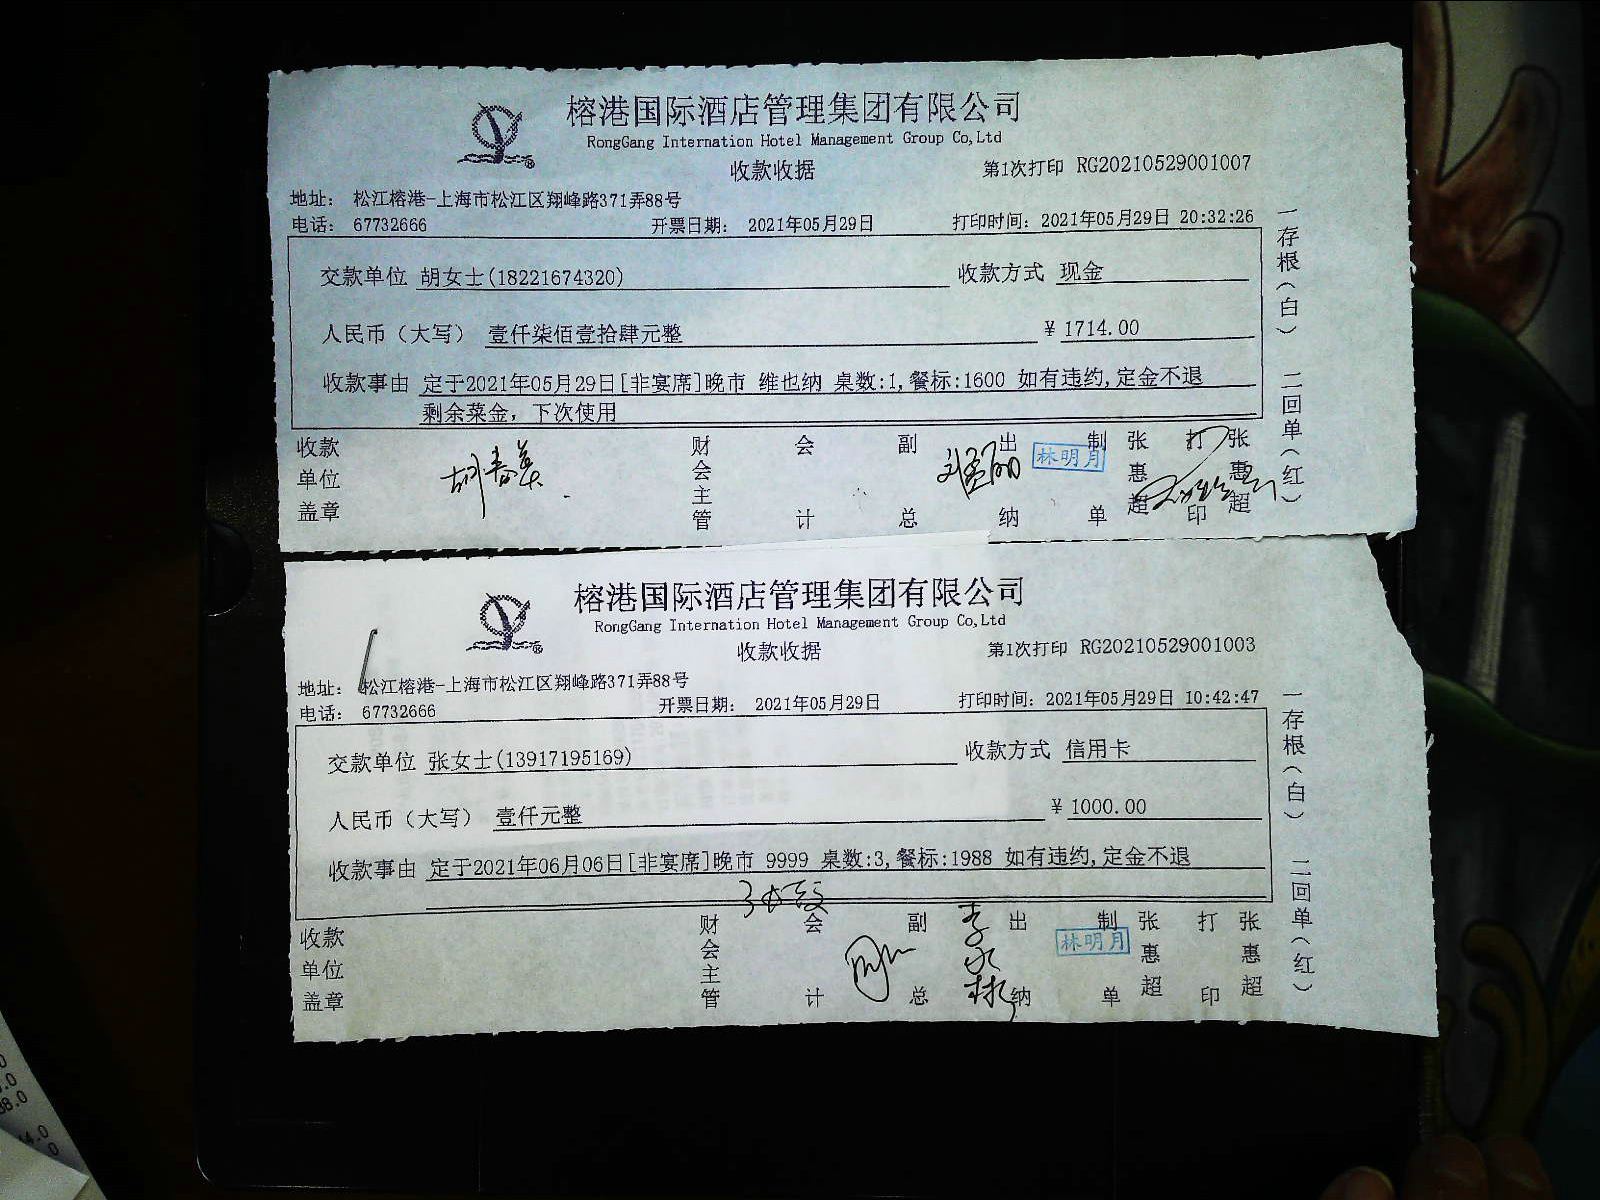 榕港国际酒店管理集团有限公司
RongGang Internation Hotel Management Group Co,Ltd
收款收据
第1次打印 RG20210529001007
地址: 松江榕港-上海市松江区翔峰路371弄88号
电话: 67732666 开票日期: 2021年05月29日 打印时间: 2021年05月29日 20:32:26
交款单位 胡女士(18221674320) 收款方式 现金
人民币(大写) 壹仟柒佰壹拾肆元整 ¥ 1714.00
收款事由 定于2021年05月29日[非宴席]晚市 维也纳 桌数:1,餐标:1600 如有违约,定金不退
剩余菜金, 下次使用
收款单位盖章 胡春英 财会主管 会计 副总 出纳 林明月 制单 张惠超 打印 张惠超
一存根(白) 二回单(红)
榕港国际酒店管理集团有限公司
RongGang Internation Hotel Management Group Co,Ltd
收款收据
第1次打印 RG20210529001003
地址: 松江榕港-上海市松江区翔峰路371弄88号
电话: 67732666 开票日期: 2021年05月29日 打印时间: 2021年05月29日 10:42:47
交款单位 张女士(13917195169) 收款方式 信用卡
人民币(大写) 壹仟元整 ¥ 1000.00
收款事由 定于2021年06月06日[非宴席]晚市 9999 桌数:3,餐标:1988 如有违约,定金不退
收款单位盖章 财会主管 会计 副总 李永林 出纳 林明月 制单 张惠超 打印 张惠超
一存根(白) 二回单(红)